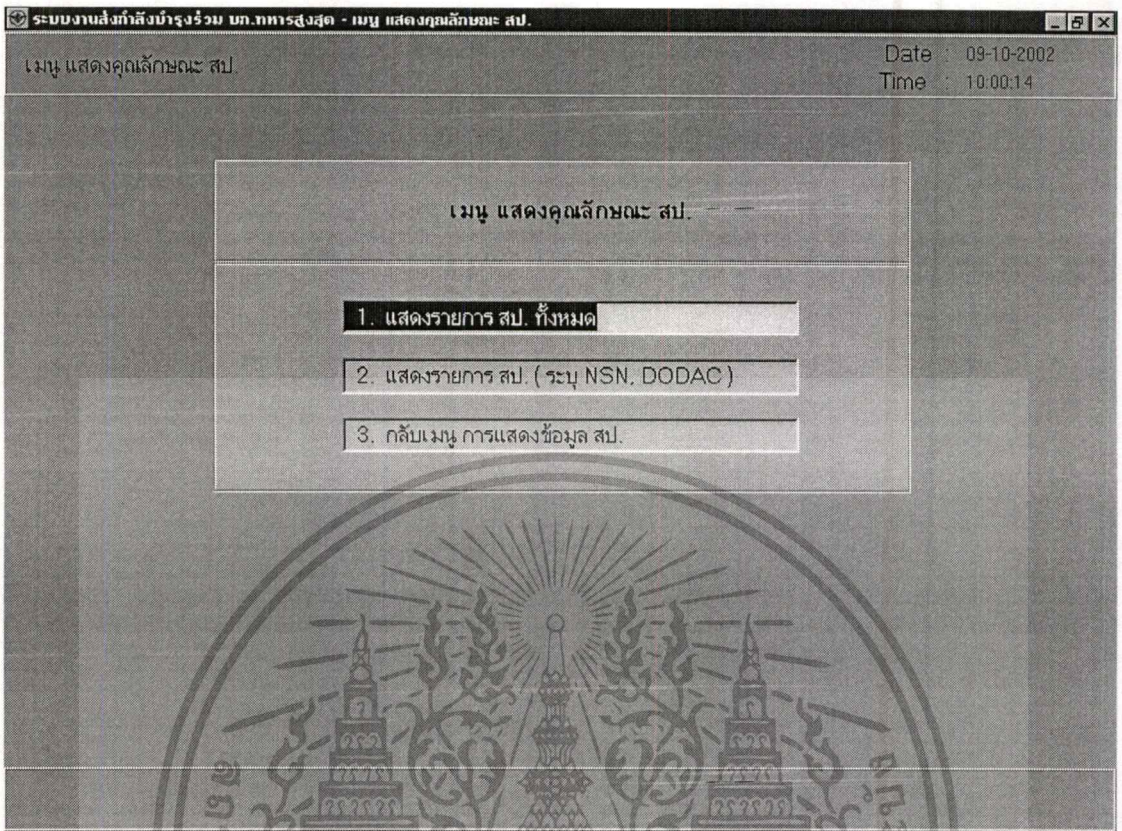 ระบบงานส่งกำลังบำรุงร่วม บก.ทหารสูงสุด - เมนู แสดงคุณลักษณะ สป.
เมนู แสดงคุณลักษณะ สป.
Date : 09-10-2002
Time : 10:00:14
เมนู แสดงคุณลักษณะ สป.
1. แสดงรายการ สป. ทั้งหมด
2. แสดงรายการ สป. ( ระบุ NSN, DODAC )
3. กลับเมนู การแสดงข้อมูล สป.